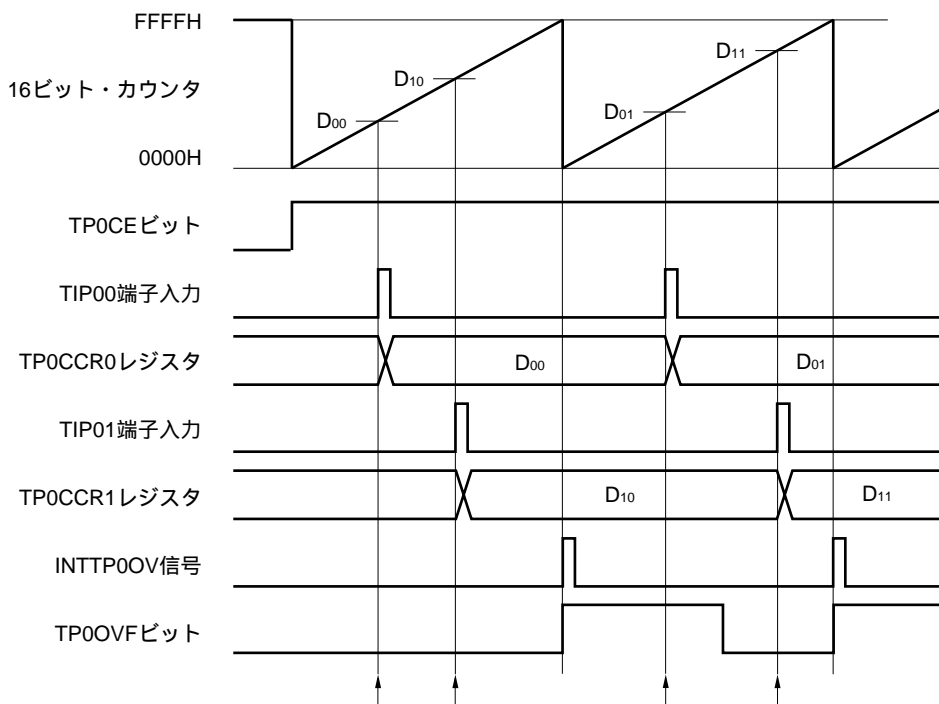 FFFFH
D11
D10
16ビット・カウンタ
D00
D01
0000H
TP0CEビット
TIP00端子入力
TP0CCR0レジスタ
D00
D01
TIP01端子入力
TP0CCR1レジスタ
D10
D11
INTTP0OV信号
TP0OVFビット